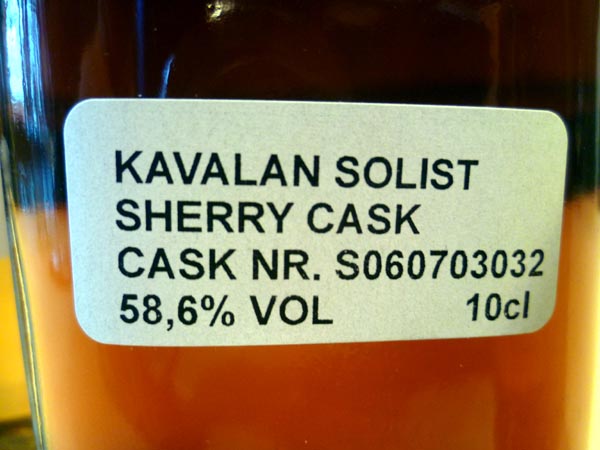 KAVALAN SOLIST
SHERRY CASK
CASK NR. S060703032
58,6% VOL 10cl